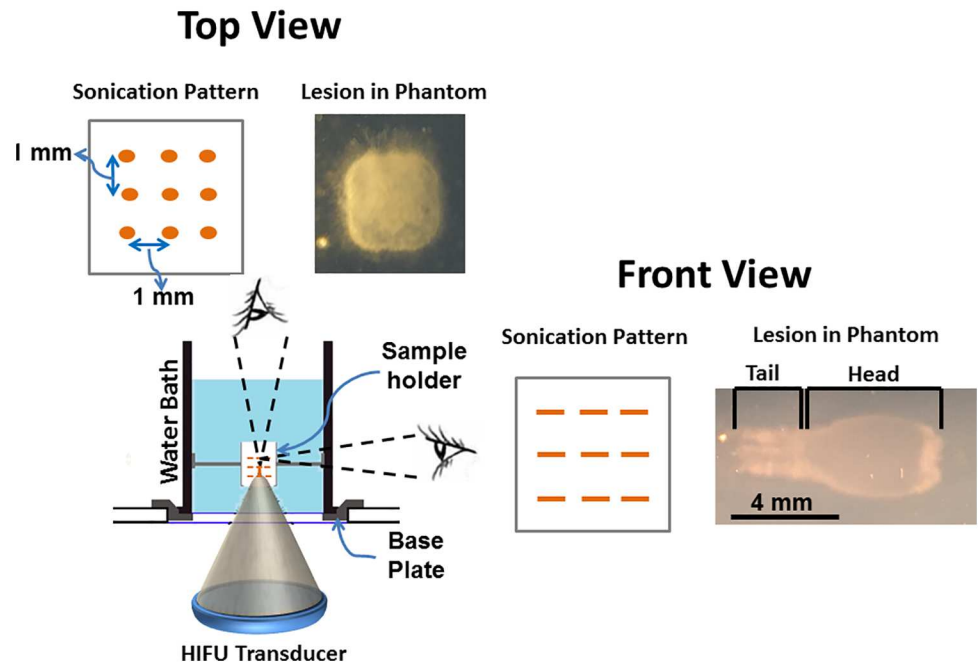 Top View
Sonication Pattern
Lesion in Phantom
1 mm
1 mm
Front View
Sonication Pattern
Lesion in Phantom
Tail
Head
4 mm
Sample
holder
Water Bath
Base
Plate
HIFU Transducer